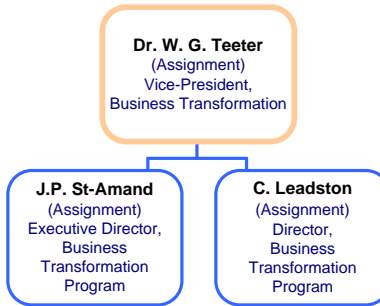 Dr. W. G. Teeter
(Assignment)
Vice-President,
Business Transformation
J.P. St-Amand
(Assignment)
Executive Director,
Business
Transformation
Program
C. Leadston
(Assignment)
Director,
Business
Transformation
Program